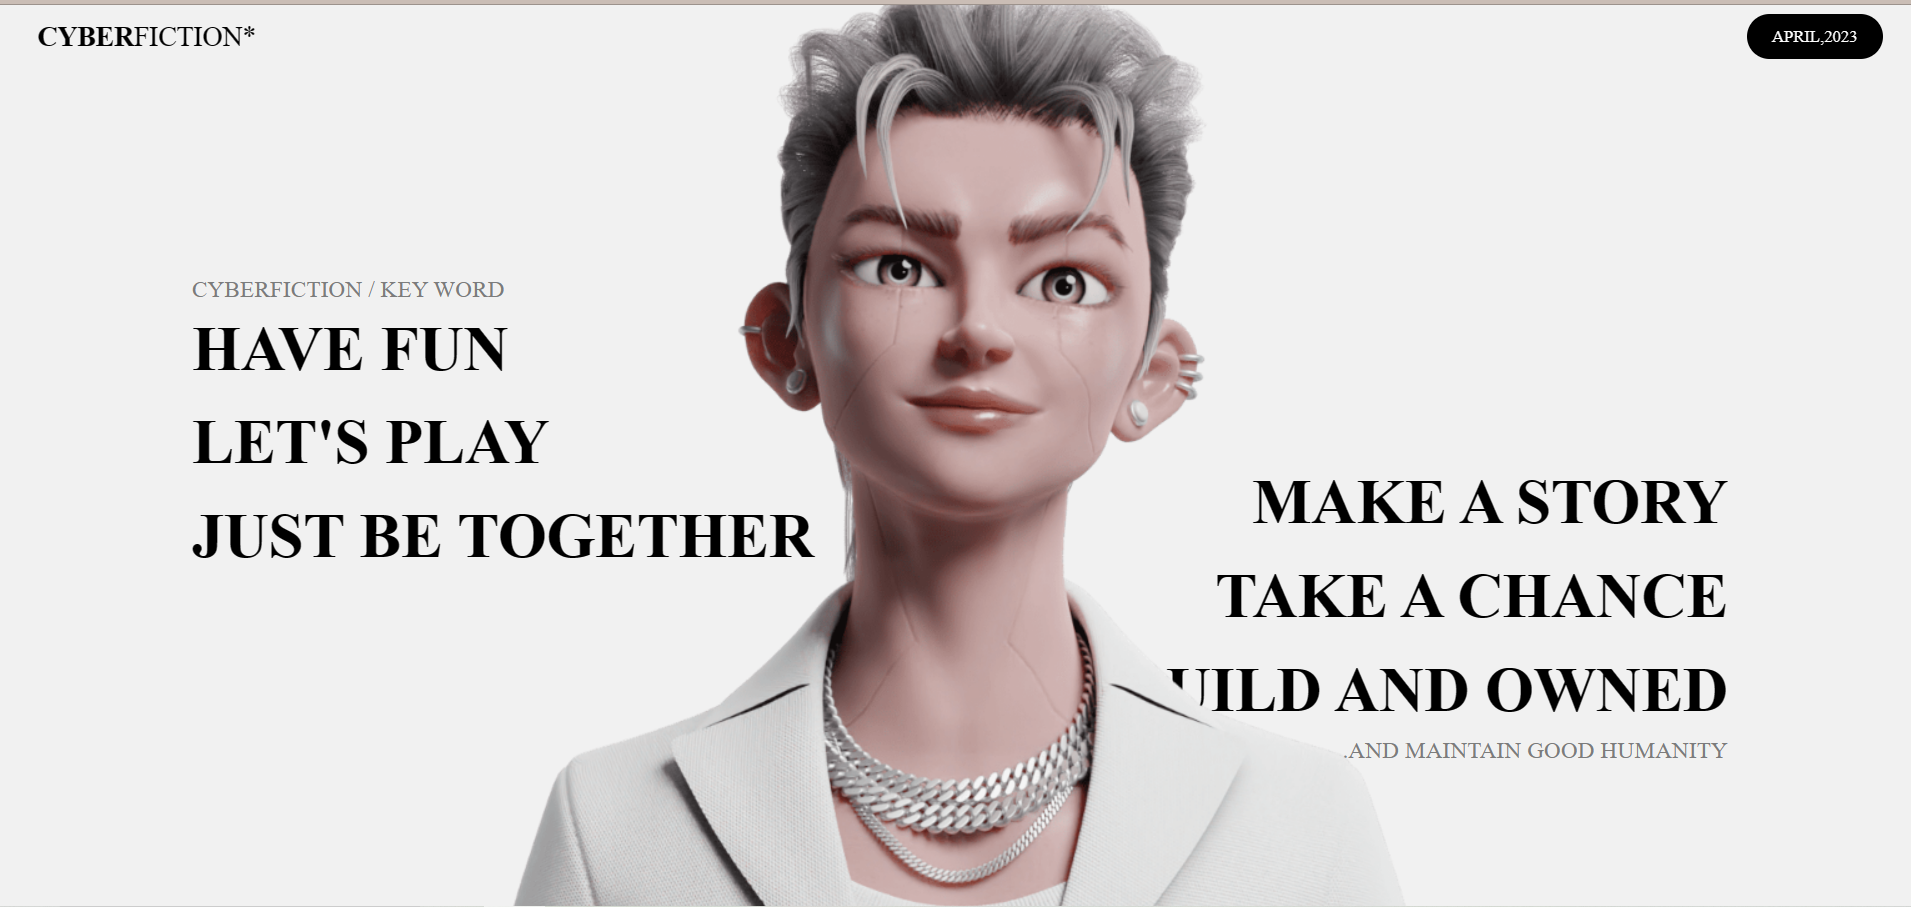 CYBERFICTION*
APRIL,2023
CYBERFICTION / KEY WORD
HAVE FUN
LET'S PLAY
JUST BE TOGETHER
MAKE A STORY
TAKE A CHANCE
UILD AND OWNED
.AND MAINTAIN GOOD HUMANITY